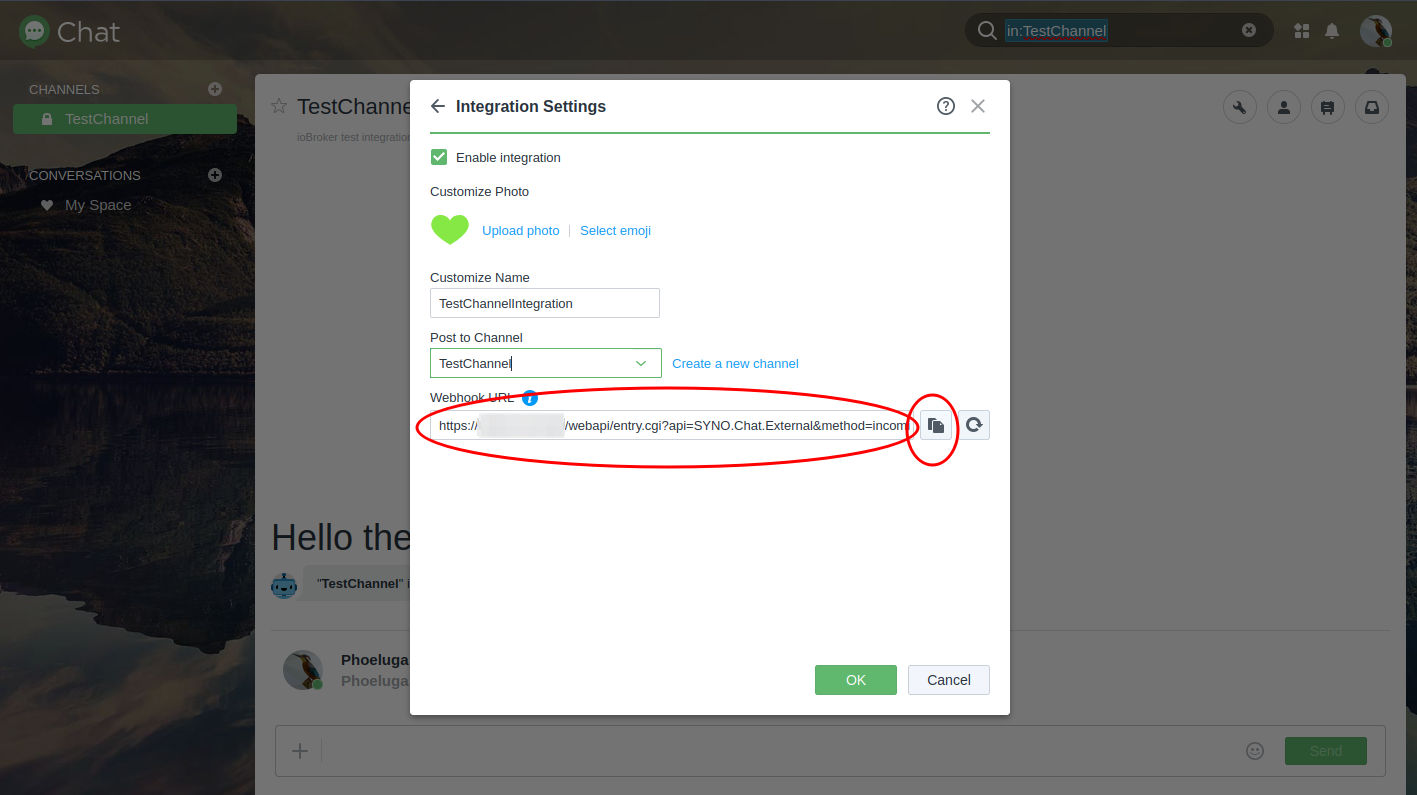 Chat
in:TestChannel
CHANNELS
TestChannel
CONVERSATIONS
My Space
TestChanne
ioBroker test integration
Integration Settings
Enable integration
Customize Photo
Upload photo
Select emoji
Customize Name
TestChannelIntegration
Post to Channel
TestChannel
Create a new channel
Webhook URL
https:// /webapi/entry.cgi?api=SYNO.Chat.External&method=incom
Hello the
"TestChannel" i
Phoeluga
Phoeluga
OK
Cancel
Send